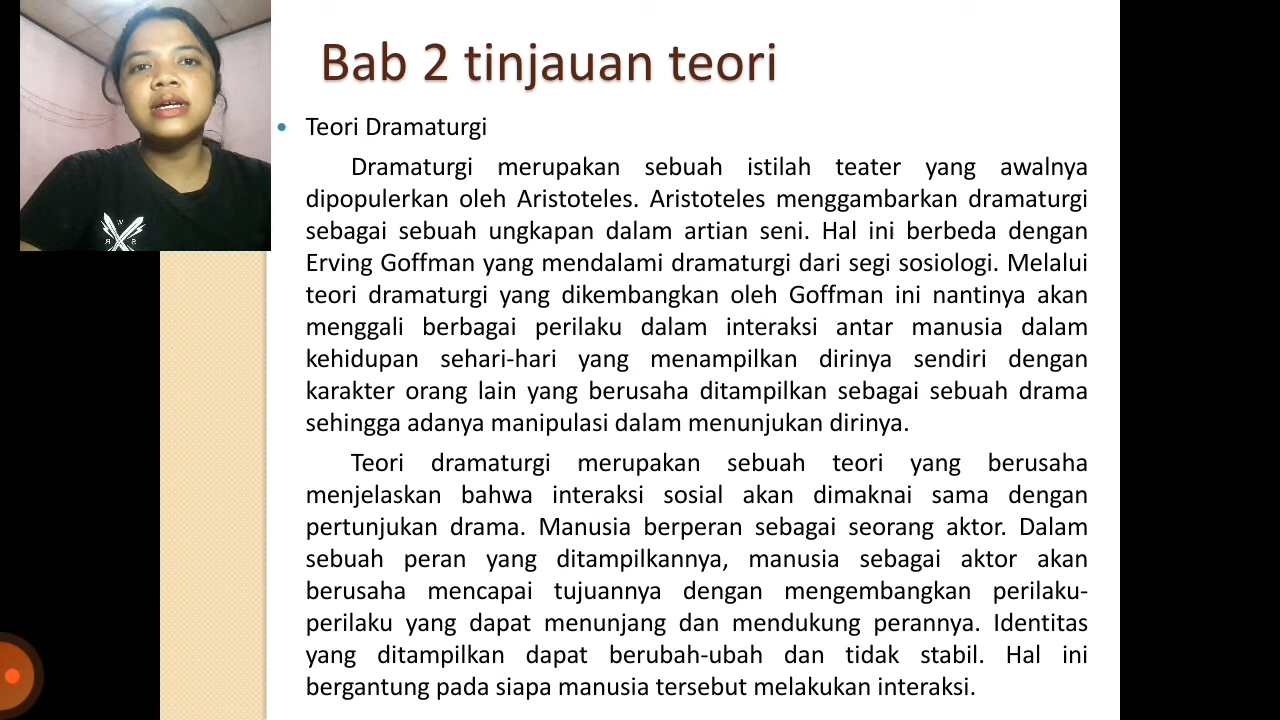 Bab 2 tinjauan teori
• Teori Dramaturgi
Dramaturgi merupakan sebuah istilah teater yang awalnya
dipopulerkan oleh Aristoteles. Aristoteles menggambarkan dramaturgi
sebagai sebuah ungkapan dalam artian seni. Hal ini berbeda dengan
Erving Goffman yang mendalami dramaturgi dari segi sosiologi. Melalui
teori dramaturgi yang dikembangkan oleh Goffman ini nantinya akan
menggali berbagai perilaku dalam interaksi antar manusia dalam
kehidupan sehari-hari yang menampilkan dirinya sendiri dengan
karakter orang lain yang berusaha ditampilkan sebagai sebuah drama
sehingga adanya manipulasi dalam menunjukan dirinya.
Teori dramaturgi merupakan sebuah teori yang berusaha
menjelaskan bahwa interaksi sosial akan dimaknai sama dengan
pertunjukan drama. Manusia berperan sebagai seorang aktor. Dalam
sebuah peran yang ditampilkannya, manusia sebagai aktor akan
berusaha mencapai tujuannya dengan mengembangkan perilaku-
perilaku yang dapat menunjang dan mendukung perannya. Identitas
yang ditampilkan dapat berubah-ubah dan tidak stabil. Hal ini
bergantung pada siapa manusia tersebut melakukan interaksi.